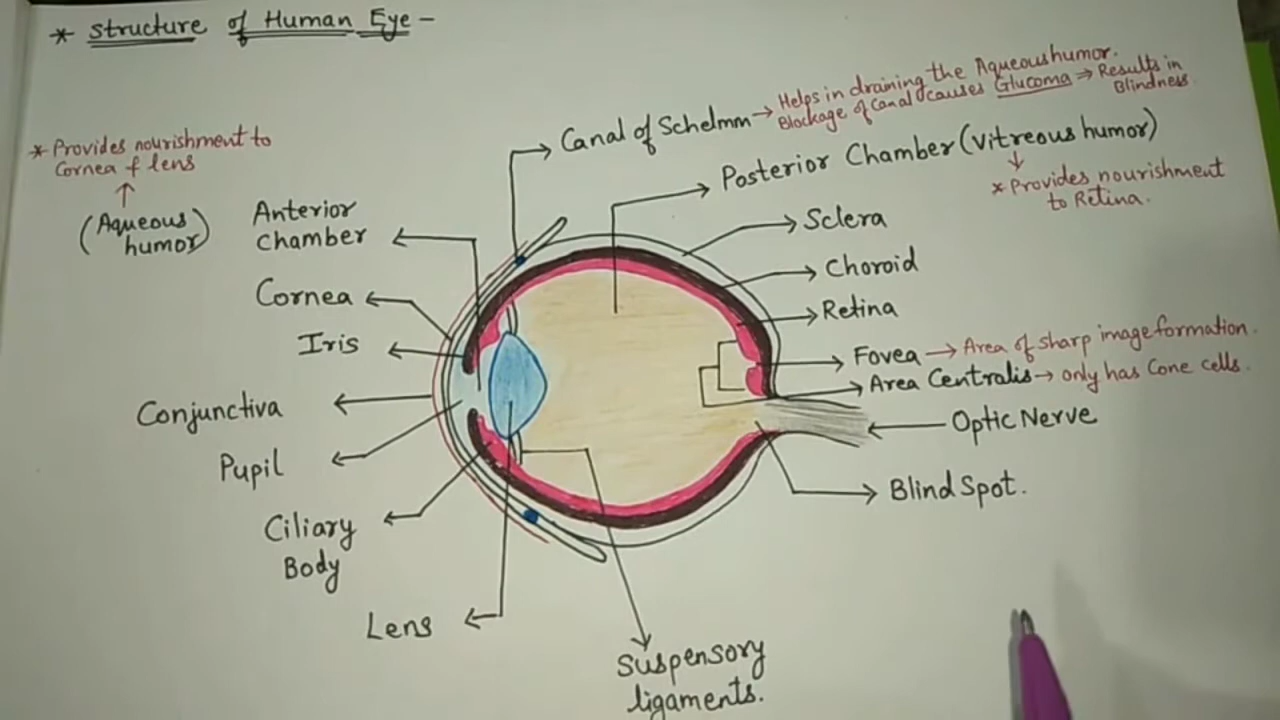 * Structure of Human Eye -
* Provides nourishment to
Cornea & lens
(Aqueous
humor)
Anterior
Chamber
Cornea
Iris
Conjunctiva
Pupil
Ciliary
Body
Lens
Suspensory
ligaments.
Canal of Schelmm → Helps in draining the Aqueous humor.
Blockage of Canal causes Glucoma ⇒ Results in
Blindness
Posterior Chamber (Vitreous humor)
* Provides nourishment
to Retina.
Sclera
Choroid
Retina
Fovea → Area of sharp image formation.
Area Centralis → only has Cone cells.
Optic Nerve
Blind Spot.